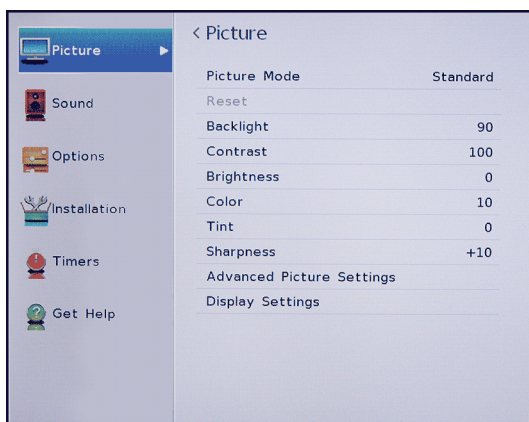 Picture
Sound
Options
Installation
Timers
Get Help
< Picture
Picture Mode Standard
Reset
Backlight 90
Contrast 100
Brightness 0
Color 10
Tint 0
Sharpness +10
Advanced Picture Settings
Display Settings